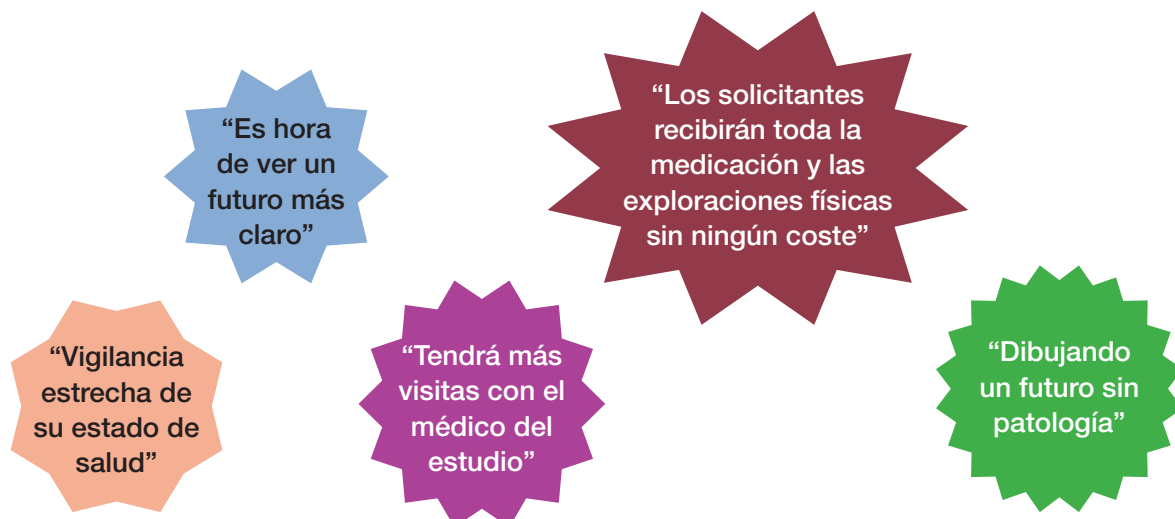 “Es hora
de ver un
futuro más
claro”
“Los solicitantes
recibirán toda la
medicación y las
exploraciones físicas
sin ningún coste”
“Vigilancia
estrecha de
su estado de
salud”
“Tendrá más
visitas con el
médico del
estudio”
“Dibujando
un futuro sin
patología”